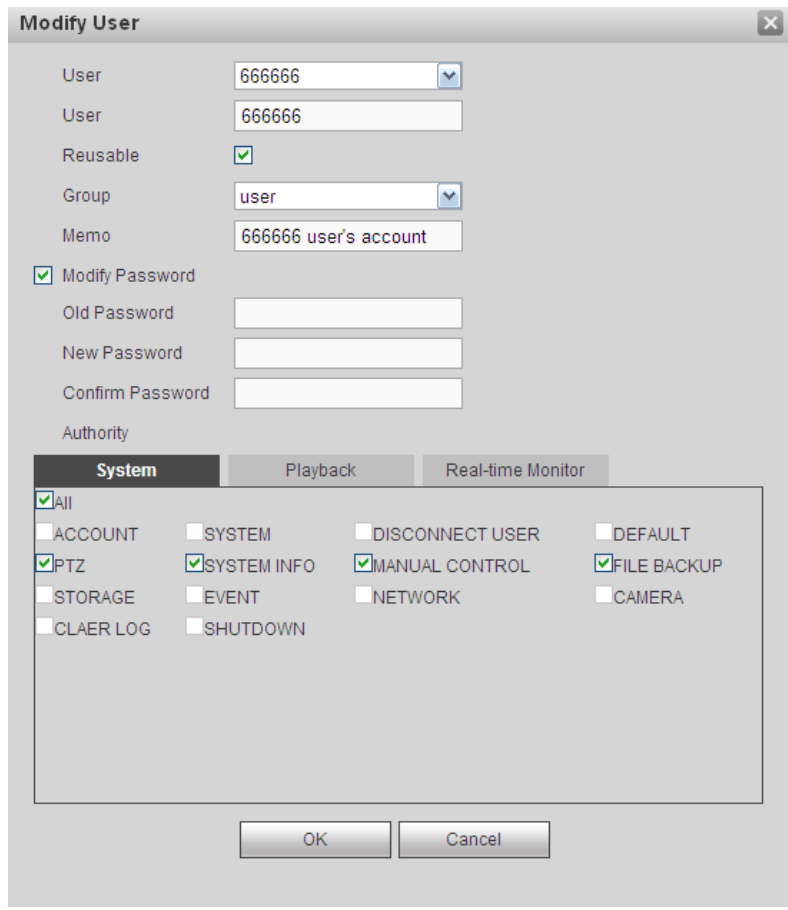 Modify User
User 666666
User 666666
Reusable
Group user
Memo 666666 user's account
Modify Password
Old Password
New Password
Confirm Password
Authority
System Playback Real-time Monitor
All
ACCOUNT SYSTEM DISCONNECT USER DEFAULT
PTZ SYSTEM INFO MANUAL CONTROL FILE BACKUP
STORAGE EVENT NETWORK CAMERA
CLAER LOG SHUTDOWN
OK Cancel